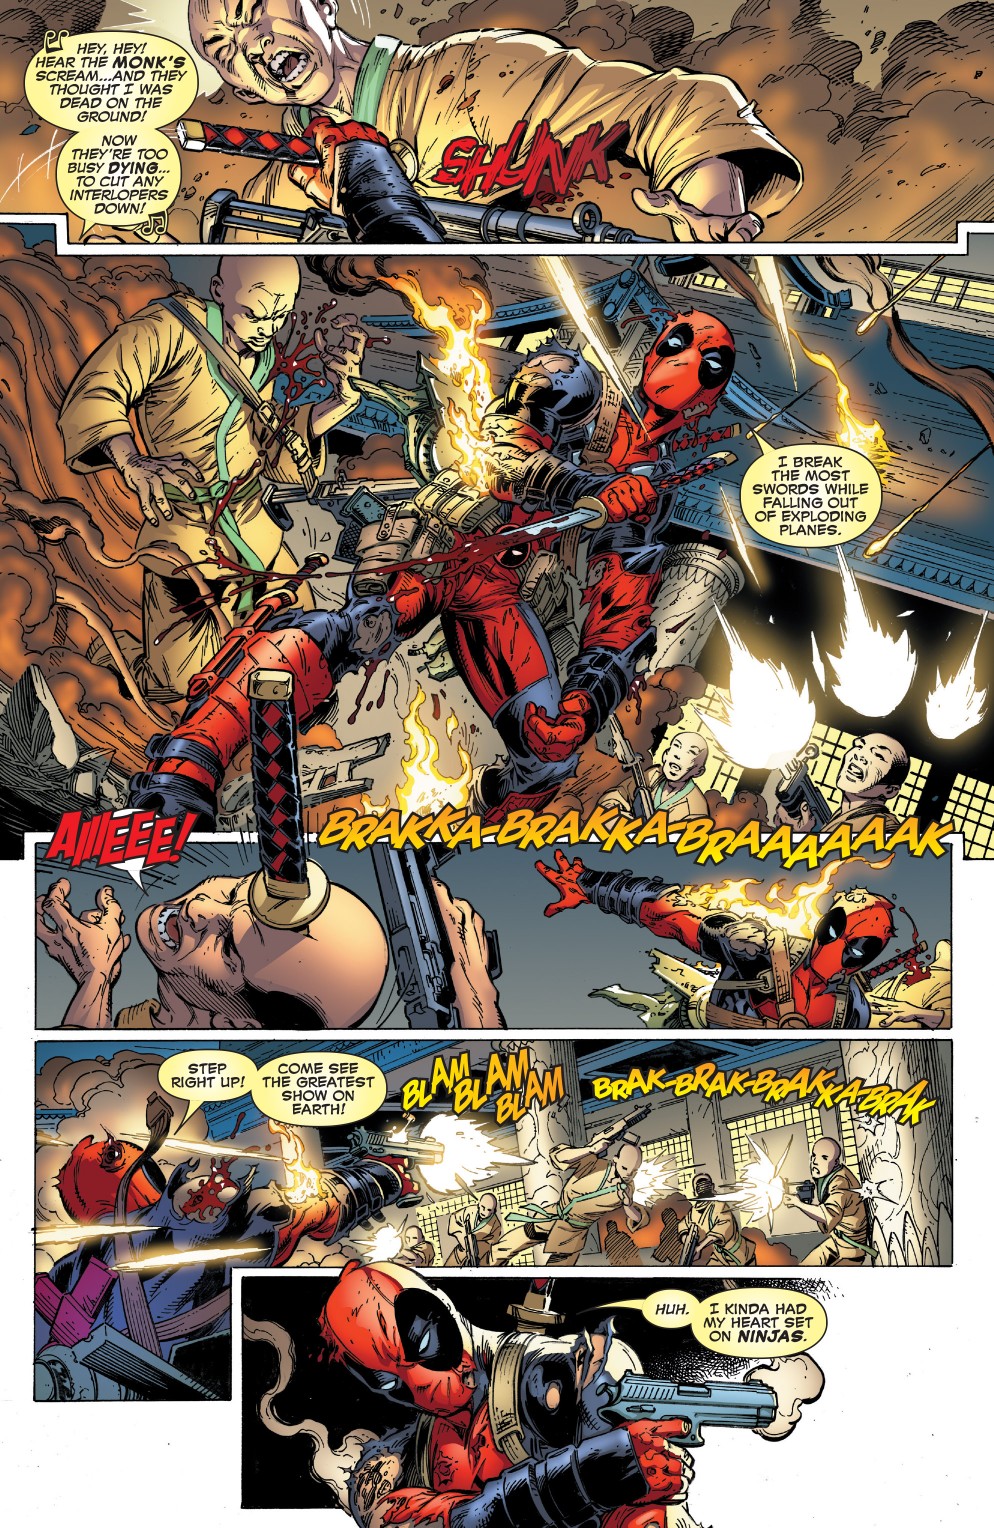 HEY, HEY!
HEAR THE MONK'S
SCREAM...AND THEY
THOUGHT I WAS
DEAD ON THE
GROUND!
NOW
THEY'RE TOO
BUSY DYING...
TO CUT ANY
INTERLOPERS
DOWN!
SHUNK
I BREAK
THE MOST
SWORDS WHILE
FALLING OUT
OF EXPLODING
PLANES.
AIIEEEE!
BRAKKA-BRAKKA-BRAAAAAAAK
STEP
RIGHT UP!
COME SEE
THE GREATEST
SHOW ON
EARTH!
BLAM
BLAM
BLAM
BRAK-BRAK-BRAKKA-BRAK
HUH.
I KINDA HAD
MY HEART SET
ON NINJAS.